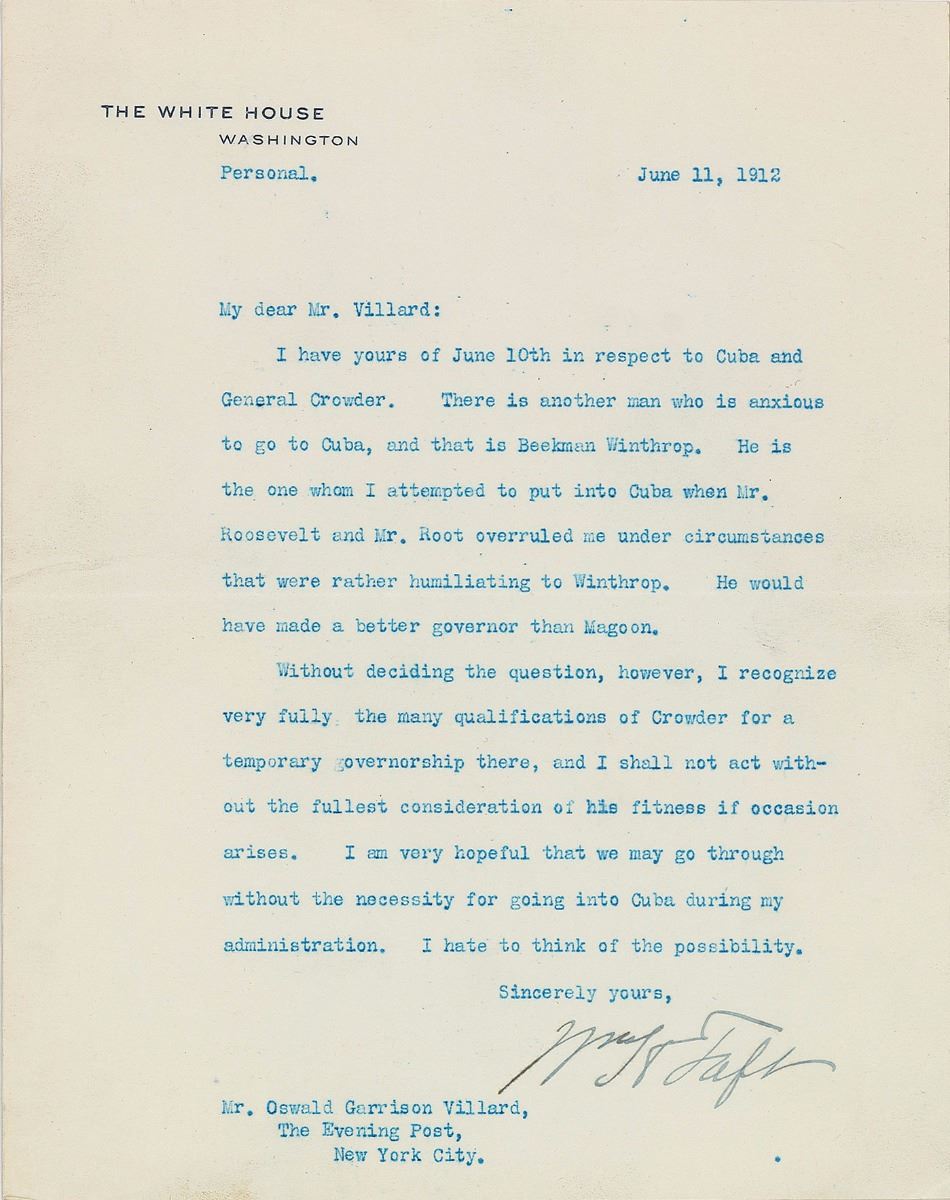 THE WHITE HOUSE
WASHINGTON
Personal. June 11, 1912
My dear Mr. Villard:
I have yours of June 10th in respect to Cuba and
General Crowder. There is another man who is anxious
to go to Cuba, and that is Beekman Winthrop. He is
the one whom I attempted to put into Cuba when Mr.
Roosevelt and Mr. Root overruled me under circumstances
that were rather humiliating to Winthrop. He would
have made a better governor than Magoon.
Without deciding the question, however, I recognize
very fully the many qualifications of Crowder for a
temporary governorship there, and I shall not act with-
out the fullest consideration of his fitness if occasion
arises. I am very hopeful that we may go through
without the necessity for going into Cuba during my
administration. I hate to think of the possibility.
Sincerely yours,
Wm H Taft
Mr. Oswald Garrison Villard,
The Evening Post,
New York City.